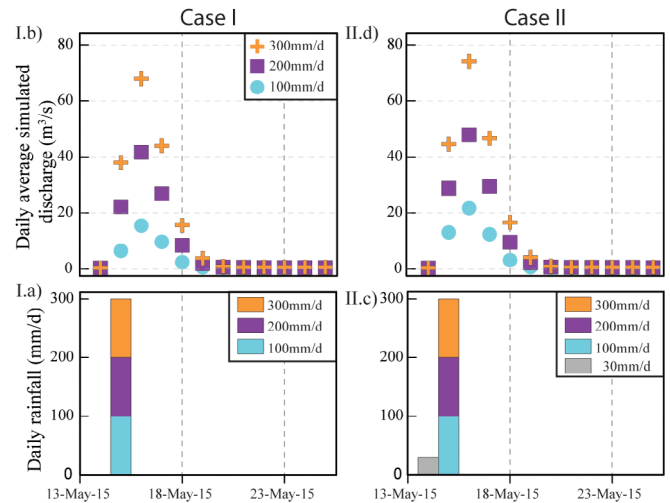 Case I
Case II
I.b)
II.d)
80
60
40
20
0
Daily average simulated
discharge (m³/s)
300mm/d
200mm/d
100mm/d
80
60
40
20
0
300mm/d
200mm/d
100mm/d
I.a)
II.c)
300
200
100
0
Daily rainfall (mm/d)
300mm/d
200mm/d
100mm/d
13-May-15
18-May-15
23-May-15
300
200
100
0
300mm/d
200mm/d
100mm/d
30mm/d
13-May-15
18-May-15
23-May-15